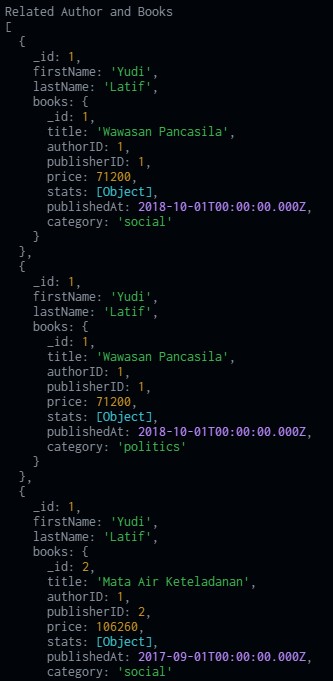 Related Author and Books
[
  {
    _id: 1,
    firstName: 'Yudi',
    lastName: 'Latif',
    books: {
      _id: 1,
      title: 'Wawasan Pancasila',
      authorID: 1,
      publisherID: 1,
      price: 71200,
      stats: [Object],
      publishedAt: 2018-10-01T00:00:00.000Z,
      category: 'social'
    }
  },
  {
    _id: 1,
    firstName: 'Yudi',
    lastName: 'Latif',
    books: {
      _id: 1,
      title: 'Wawasan Pancasila',
      authorID: 1,
      publisherID: 1,
      price: 71200,
      stats: [Object],
      publishedAt: 2018-10-01T00:00:00.000Z,
      category: 'politics'
    }
  },
  {
    _id: 1,
    firstName: 'Yudi',
    lastName: 'Latif',
    books: {
      _id: 2,
      title: 'Mata Air Keteladanan',
      authorID: 1,
      publisherID: 2,
      price: 106260,
      stats: [Object],
      publishedAt: 2017-09-01T00:00:00.000Z,
      category: 'social'